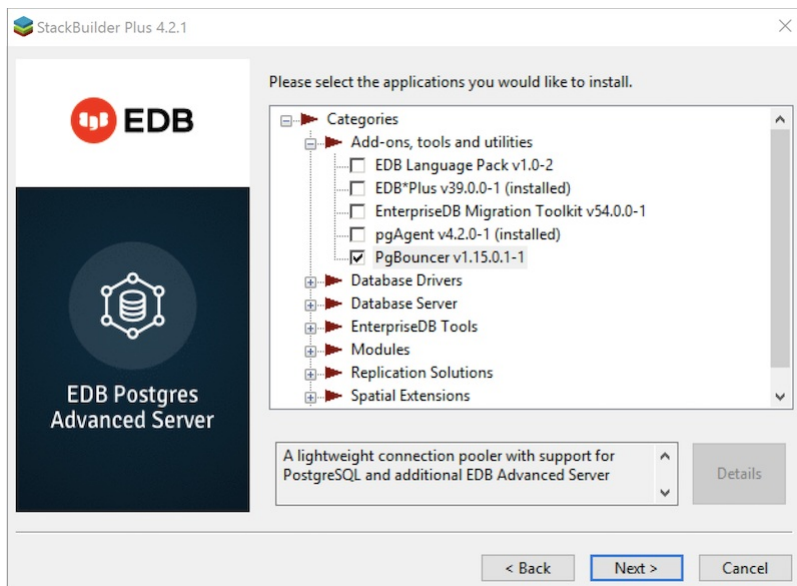 StackBuilder Plus 4.2.1
EDB
EDB Postgres
Advanced Server
Please select the applications you would like to install.
Categories
Add-ons, tools and utilities
EDB Language Pack v1.0-2
EDB*Plus v39.0.0-1 (installed)
EnterpriseDB Migration Toolkit v54.0.0-1
pgAgent v4.2.0-1 (installed)
PgBouncer v1.15.0.1-1
Database Drivers
Database Server
EnterpriseDB Tools
Modules
Replication Solutions
Spatial Extensions
A lightweight connection pooler with support for
PostgreSQL and additional EDB Advanced Server
Details
< Back
Next >
Cancel